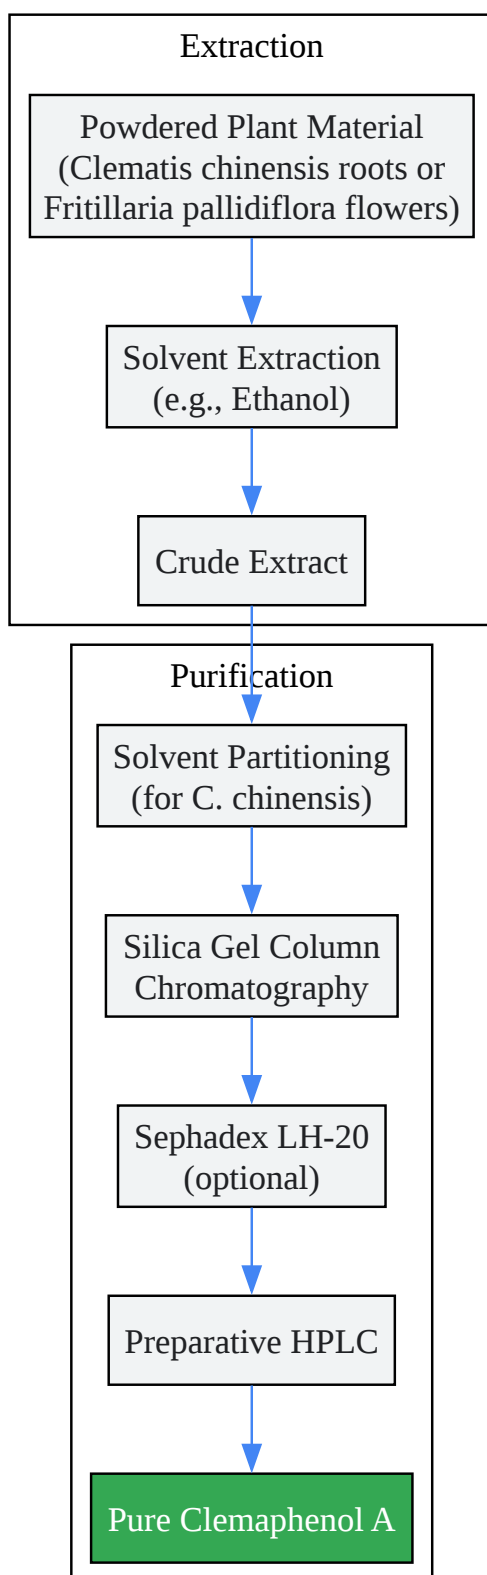 Extraction
Powdered Plant Material
(Clematis chinensis roots or
Fritillaria pallidiflora flowers)
Solvent Extraction
(e.g., Ethanol)
Crude Extract
Purification
Solvent Partitioning
(for C. chinensis)
Silica Gel Column
Chromatography
Sephadex LH-20
(optional)
Preparative HPLC
Pure Clemaphenol A